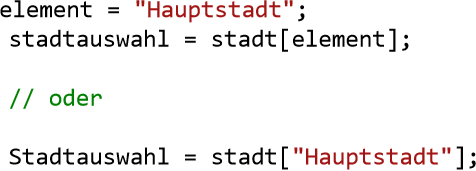 element = "Hauptstadt";
stadtauswahl = stadt[element];
// oder
Stadtauswahl = stadt["Hauptstadt"];